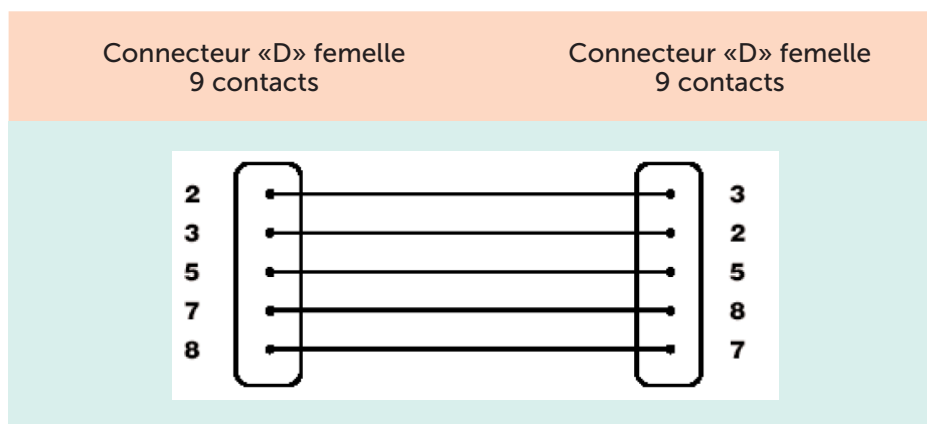 Connecteur «D» femelle
9 contacts
Connecteur «D» femelle
9 contacts
2 3
3 2
5 5
7 8
8 7